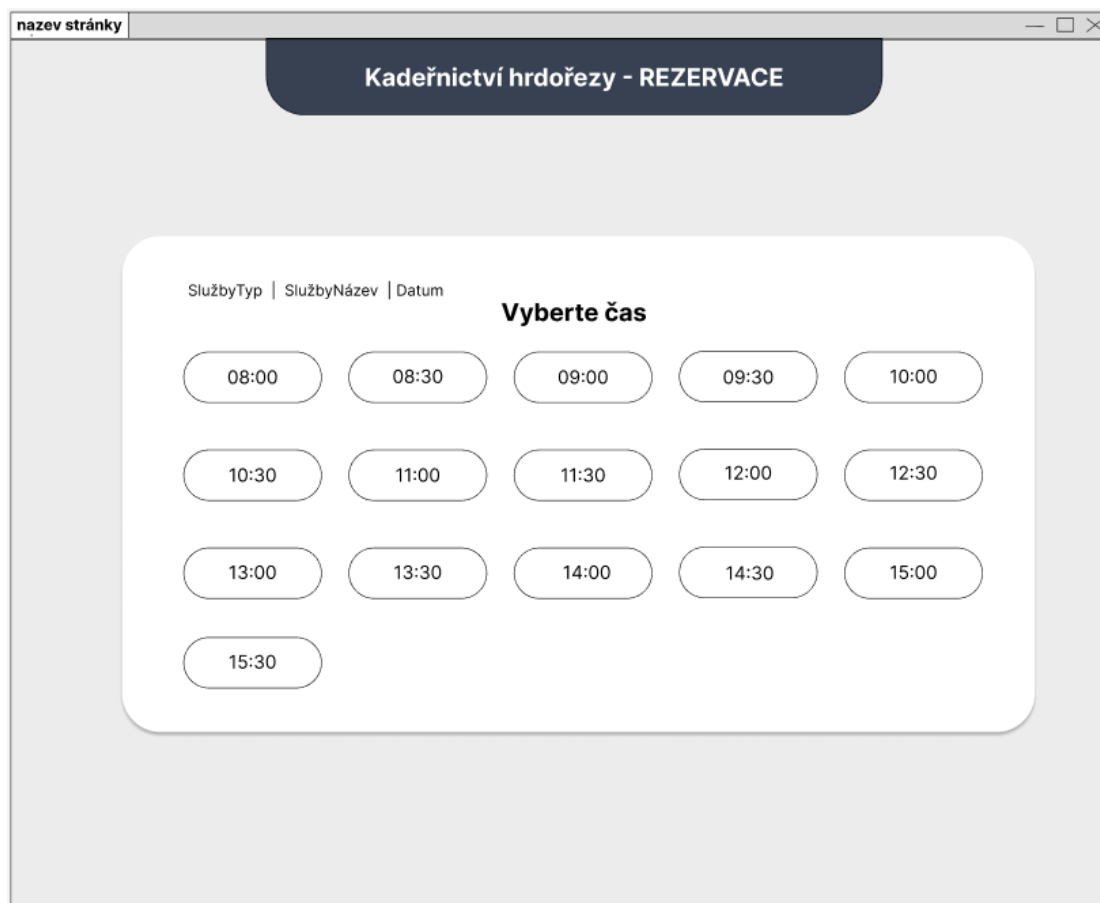 nazev stránky
Kadeřnictví hrdořezy - REZERVACE
SlužbyTyp | SlužbyNázev | Datum
Vyberte čas
08:00 08:30 09:00 09:30 10:00
10:30 11:00 11:30 12:00 12:30
13:00 13:30 14:00 14:30 15:00
15:30